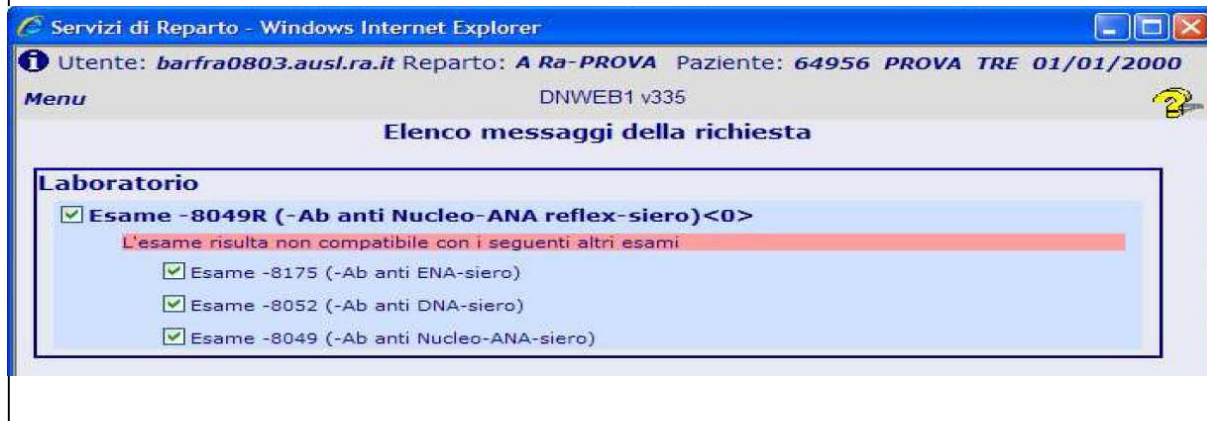 Servizi di Reparto - Windows Internet Explorer
Utente: barfra0803.ausl.ra.it Reparto: A Ra-PROVA Paziente: 64956 PROVA TRE 01/01/2000
Menu DNWEB1 v335
Elenco messaggi della richiesta
Laboratorio
Esame -8049R (-Ab anti Nucleo-ANA reflex-siero)<0>
L'esame risulta non compatibile con i seguenti altri esami
Esame -8175 (-Ab anti ENA-siero)
Esame -8052 (-Ab anti DNA-siero)
Esame -8049 (-Ab anti Nucleo-ANA-siero)